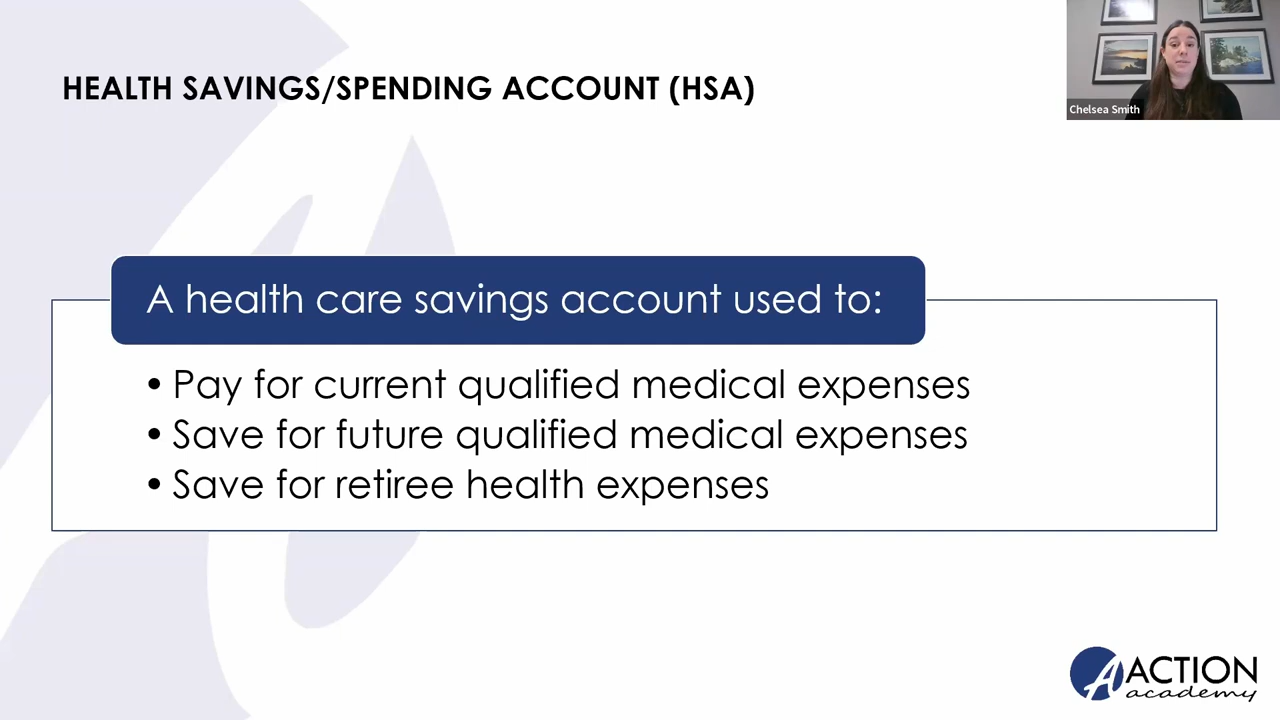 HEALTH SAVINGS/SPENDING ACCOUNT (HSA)
Chelsea Smith
A health care savings account used to:
• Pay for current qualified medical expenses
• Save for future qualified medical expenses
• Save for retiree health expenses
A ACTION
academy